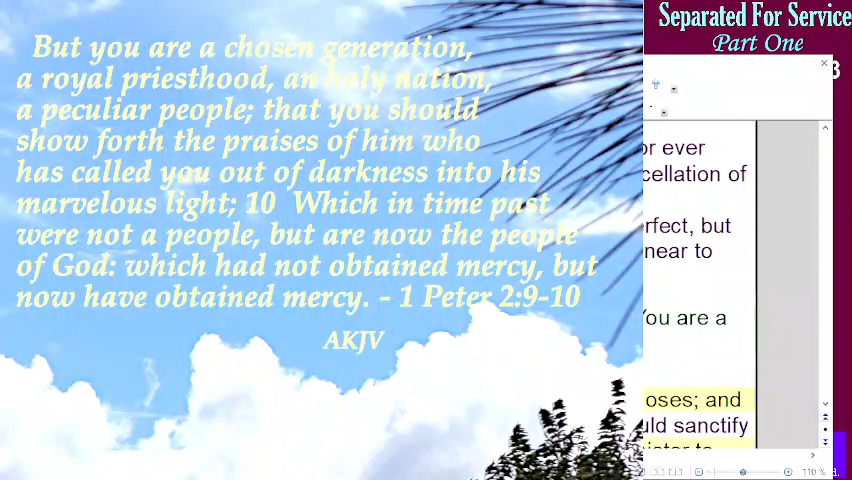 But you are a chosen generation,
a royal priesthood, an holy nation,
a peculiar people; that you should
show forth the praises of him who
has called you out of darkness into his
marvelous light; 10 Which in time past
were not a people, but are now the people
of God: which had not obtained mercy, but
now have obtained mercy. - 1 Peter 2:9-10
AKJV
Separated For Service
Part One
3
or ever
cellation of
rfect, but
near to
You are a
oses; and
uld sanctify
110 %
d.